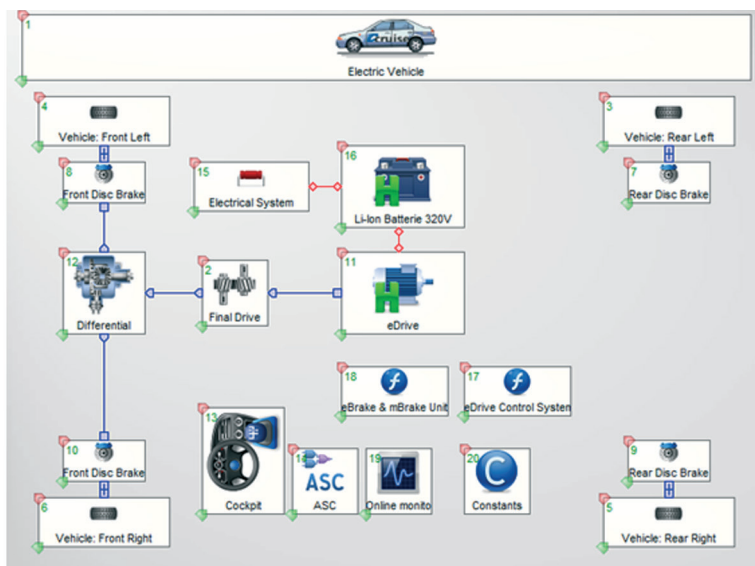 1
Cruise
Electric Vehicle
4
Vehicle: Front Left
3
Vehicle: Rear Left
8
Front Disc Brake
15
Electrical System
16
H
Li-Ion Batterie 320V
7
Rear Disc Brake
12
Differential
2
Final Drive
11
H
eDrive
18
eBrake & mBrake Unit
17
eDrive Control System
13
Cockpit
ASC
ASC
19
Online monito
20
C
Constants
10
Front Disc Brake
9
Rear Disc Brake
6
Vehicle: Front Right
5
Vehicle: Rear Right